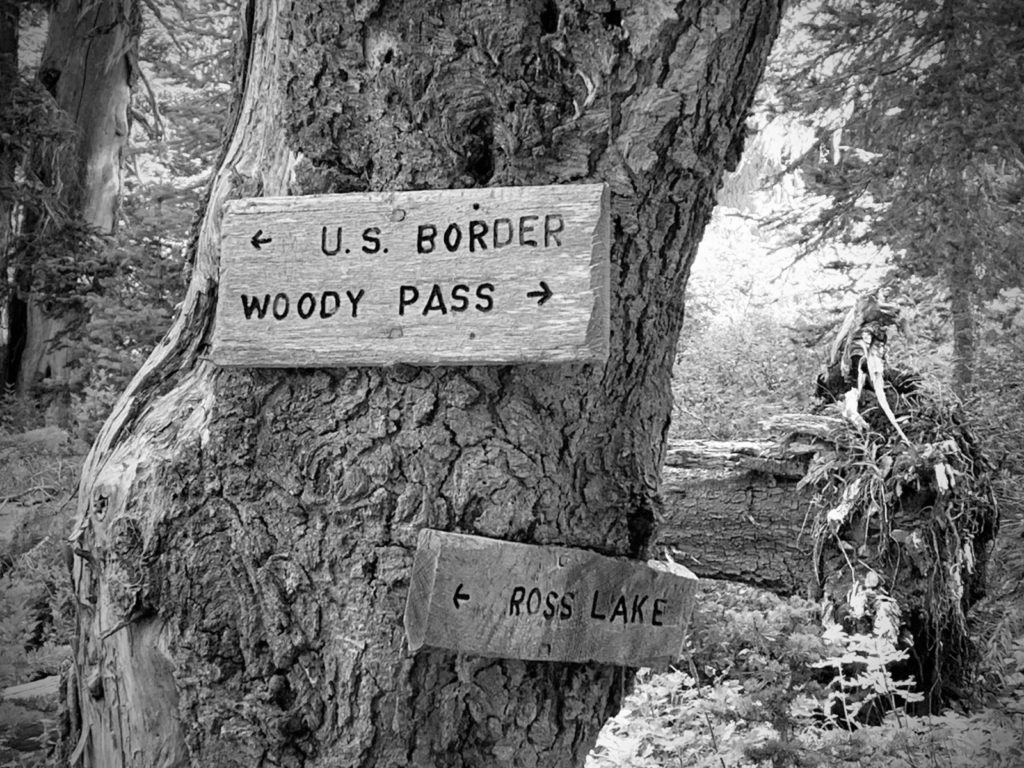 ← U.S. BORDER
WOODY PASS →
← ROSS LAKE